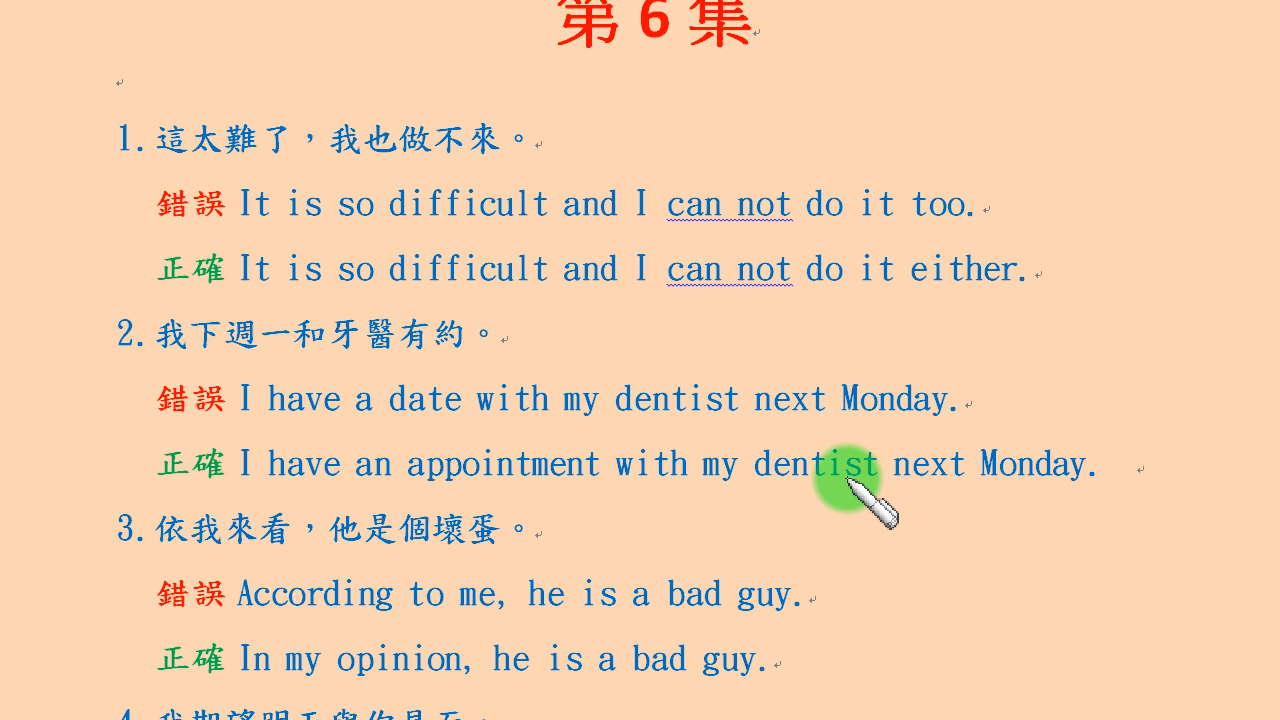 第 6 集
1. 這太難了，我也做不來。
錯誤 It is so difficult and I can not do it too.
正確 It is so difficult and I can not do it either.
2. 我下週一和牙醫有約。
錯誤 I have a date with my dentist next Monday.
正確 I have an appointment with my dentist next Monday.
3. 依我來看，他是個壞蛋。
錯誤 According to me, he is a bad guy.
正確 In my opinion, he is a bad guy.